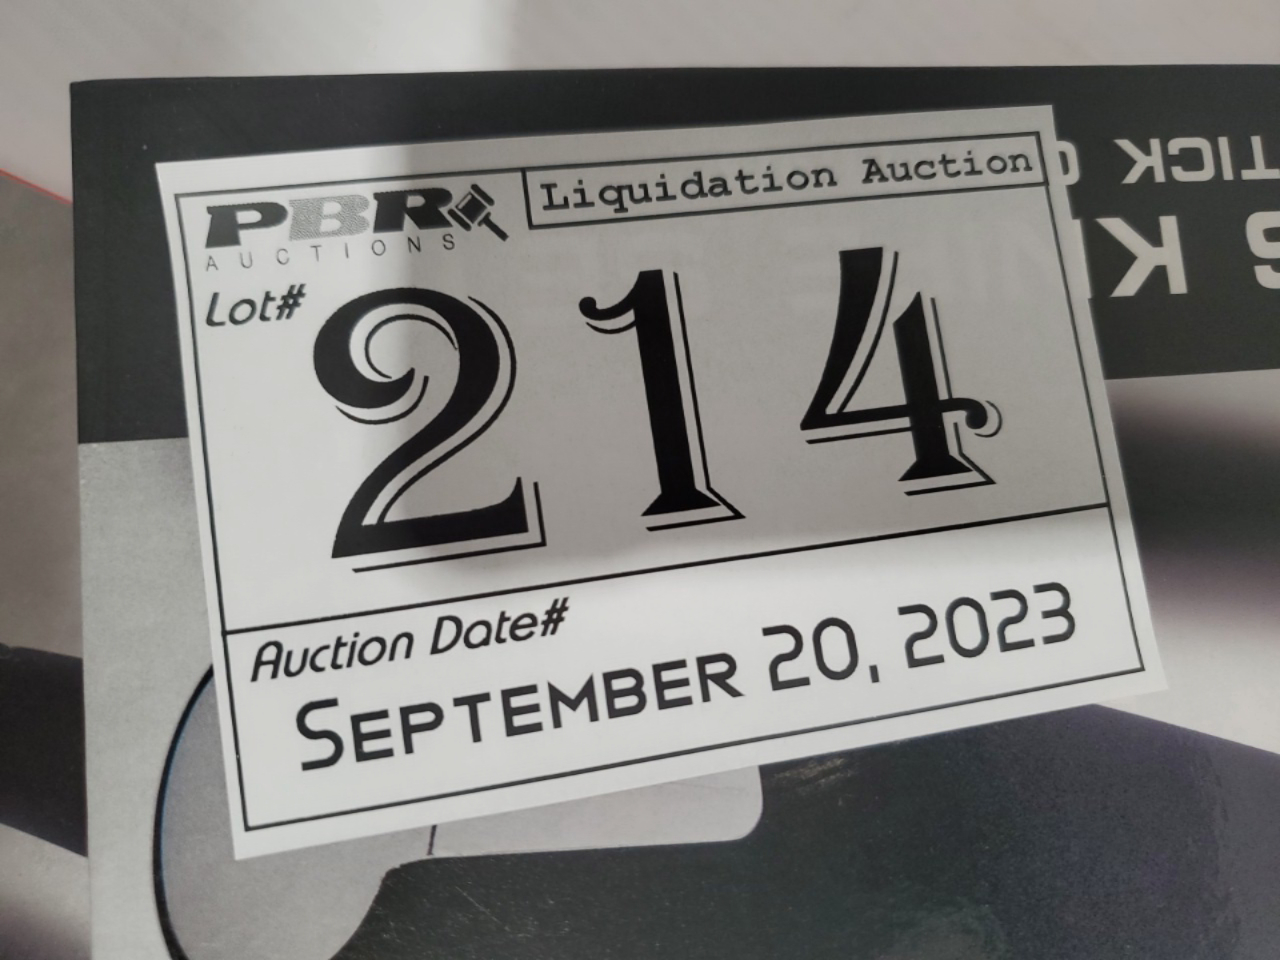 PBR
AUCTIONS
Liquidation Auction
Lot#
214
Auction Date#
SEPTEMBER 20, 2023